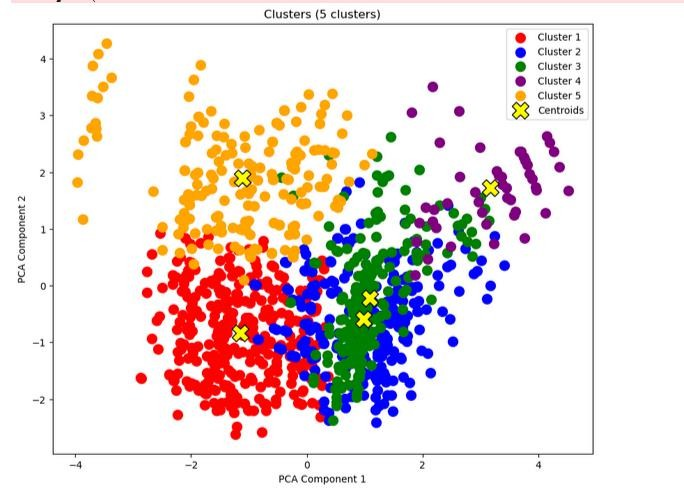 Clusters (5 clusters)
Cluster 1
Cluster 2
Cluster 3
Cluster 4
Cluster 5
Centroids
PCA Component 2
4
3
2
1
0
−1
−2
−4
−2
0
2
4
PCA Component 1